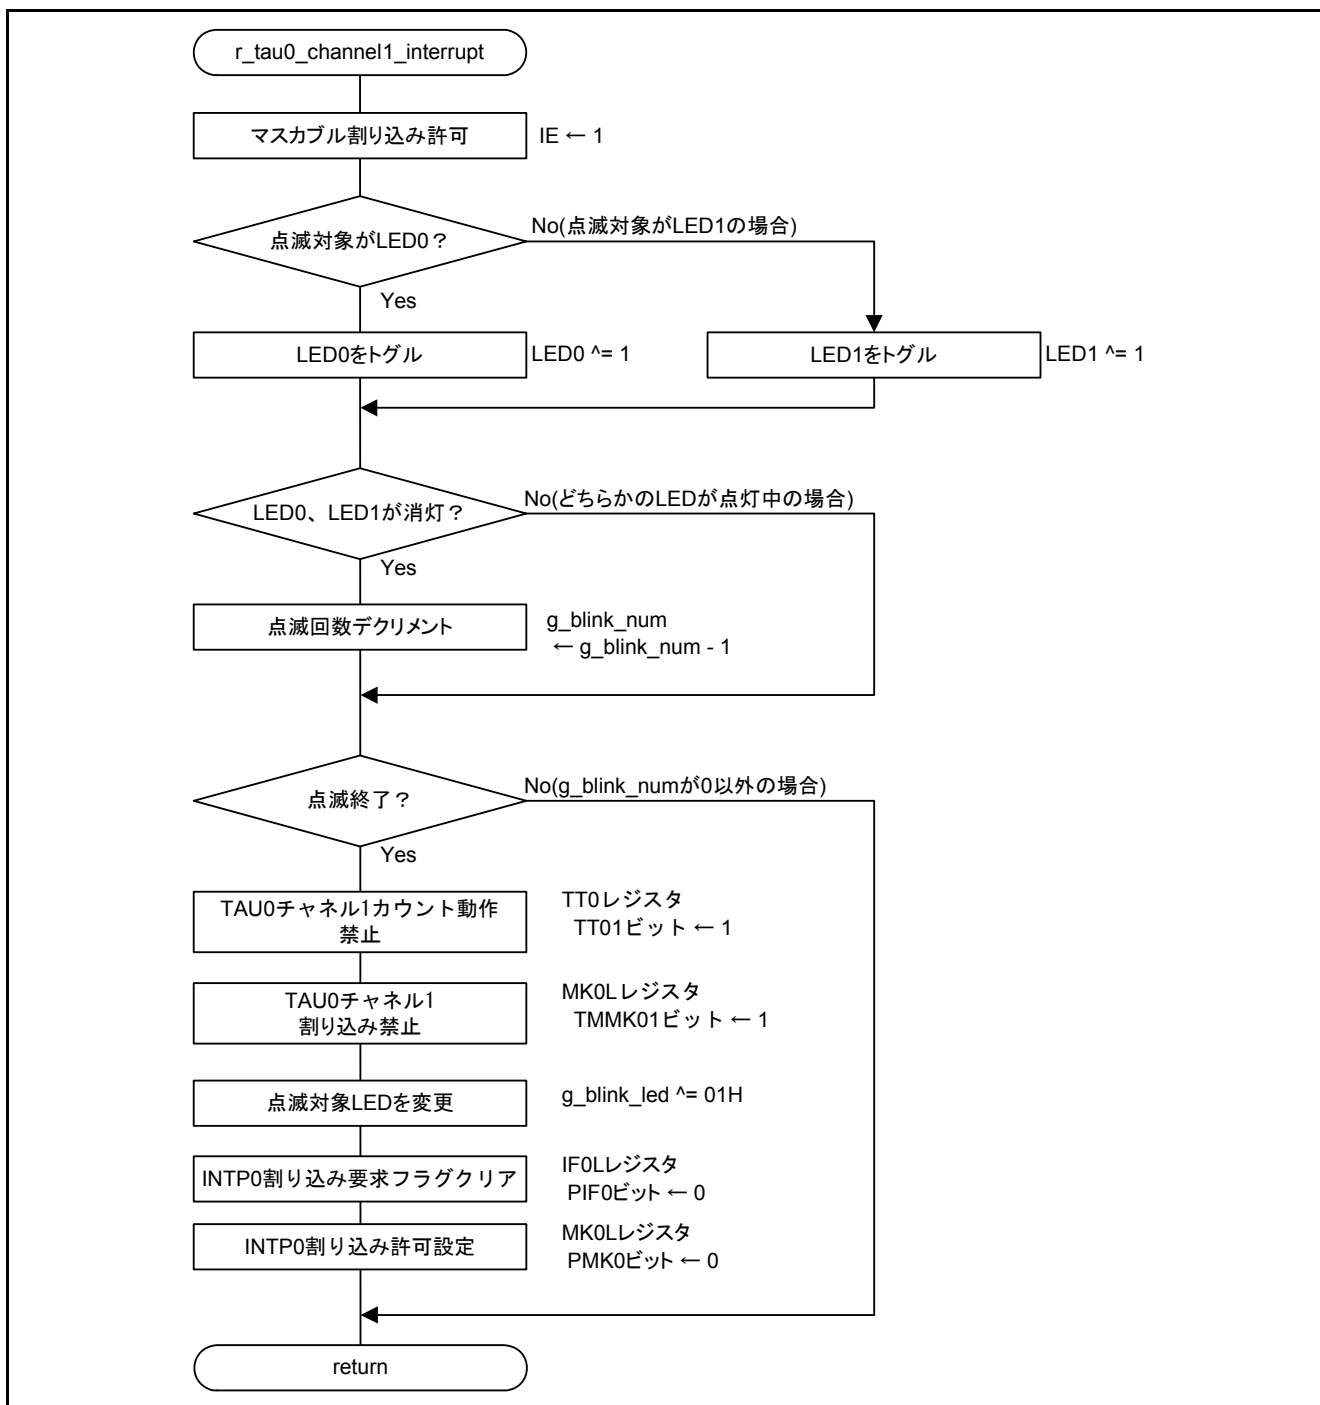 r_tau0_channel1_interrupt
マスカブル割り込み許可
IE ← 1
点滅対象がLED0？
No(点滅対象がLED1の場合)
Yes
LED0をトグル
LED0 ^= 1
LED1をトグル
LED1 ^= 1
LED0、LED1が消灯？
No(どちらかのLEDが点灯中の場合)
Yes
点滅回数デクリメント
g_blink_num
← g_blink_num - 1
点滅終了？
No(g_blink_numが0以外の場合)
Yes
TAU0チャネル1カウント動作
禁止
TT0レジスタ
TT01ビット ← 1
TAU0チャネル1
割り込み禁止
MK0Lレジスタ
TMMK01ビット ← 1
点滅対象LEDを変更
g_blink_led ^= 01H
INTP0割り込み要求フラグクリア
IF0Lレジスタ
PIF0ビット ← 0
INTP0割り込み許可設定
MK0Lレジスタ
PMK0ビット ← 0
return